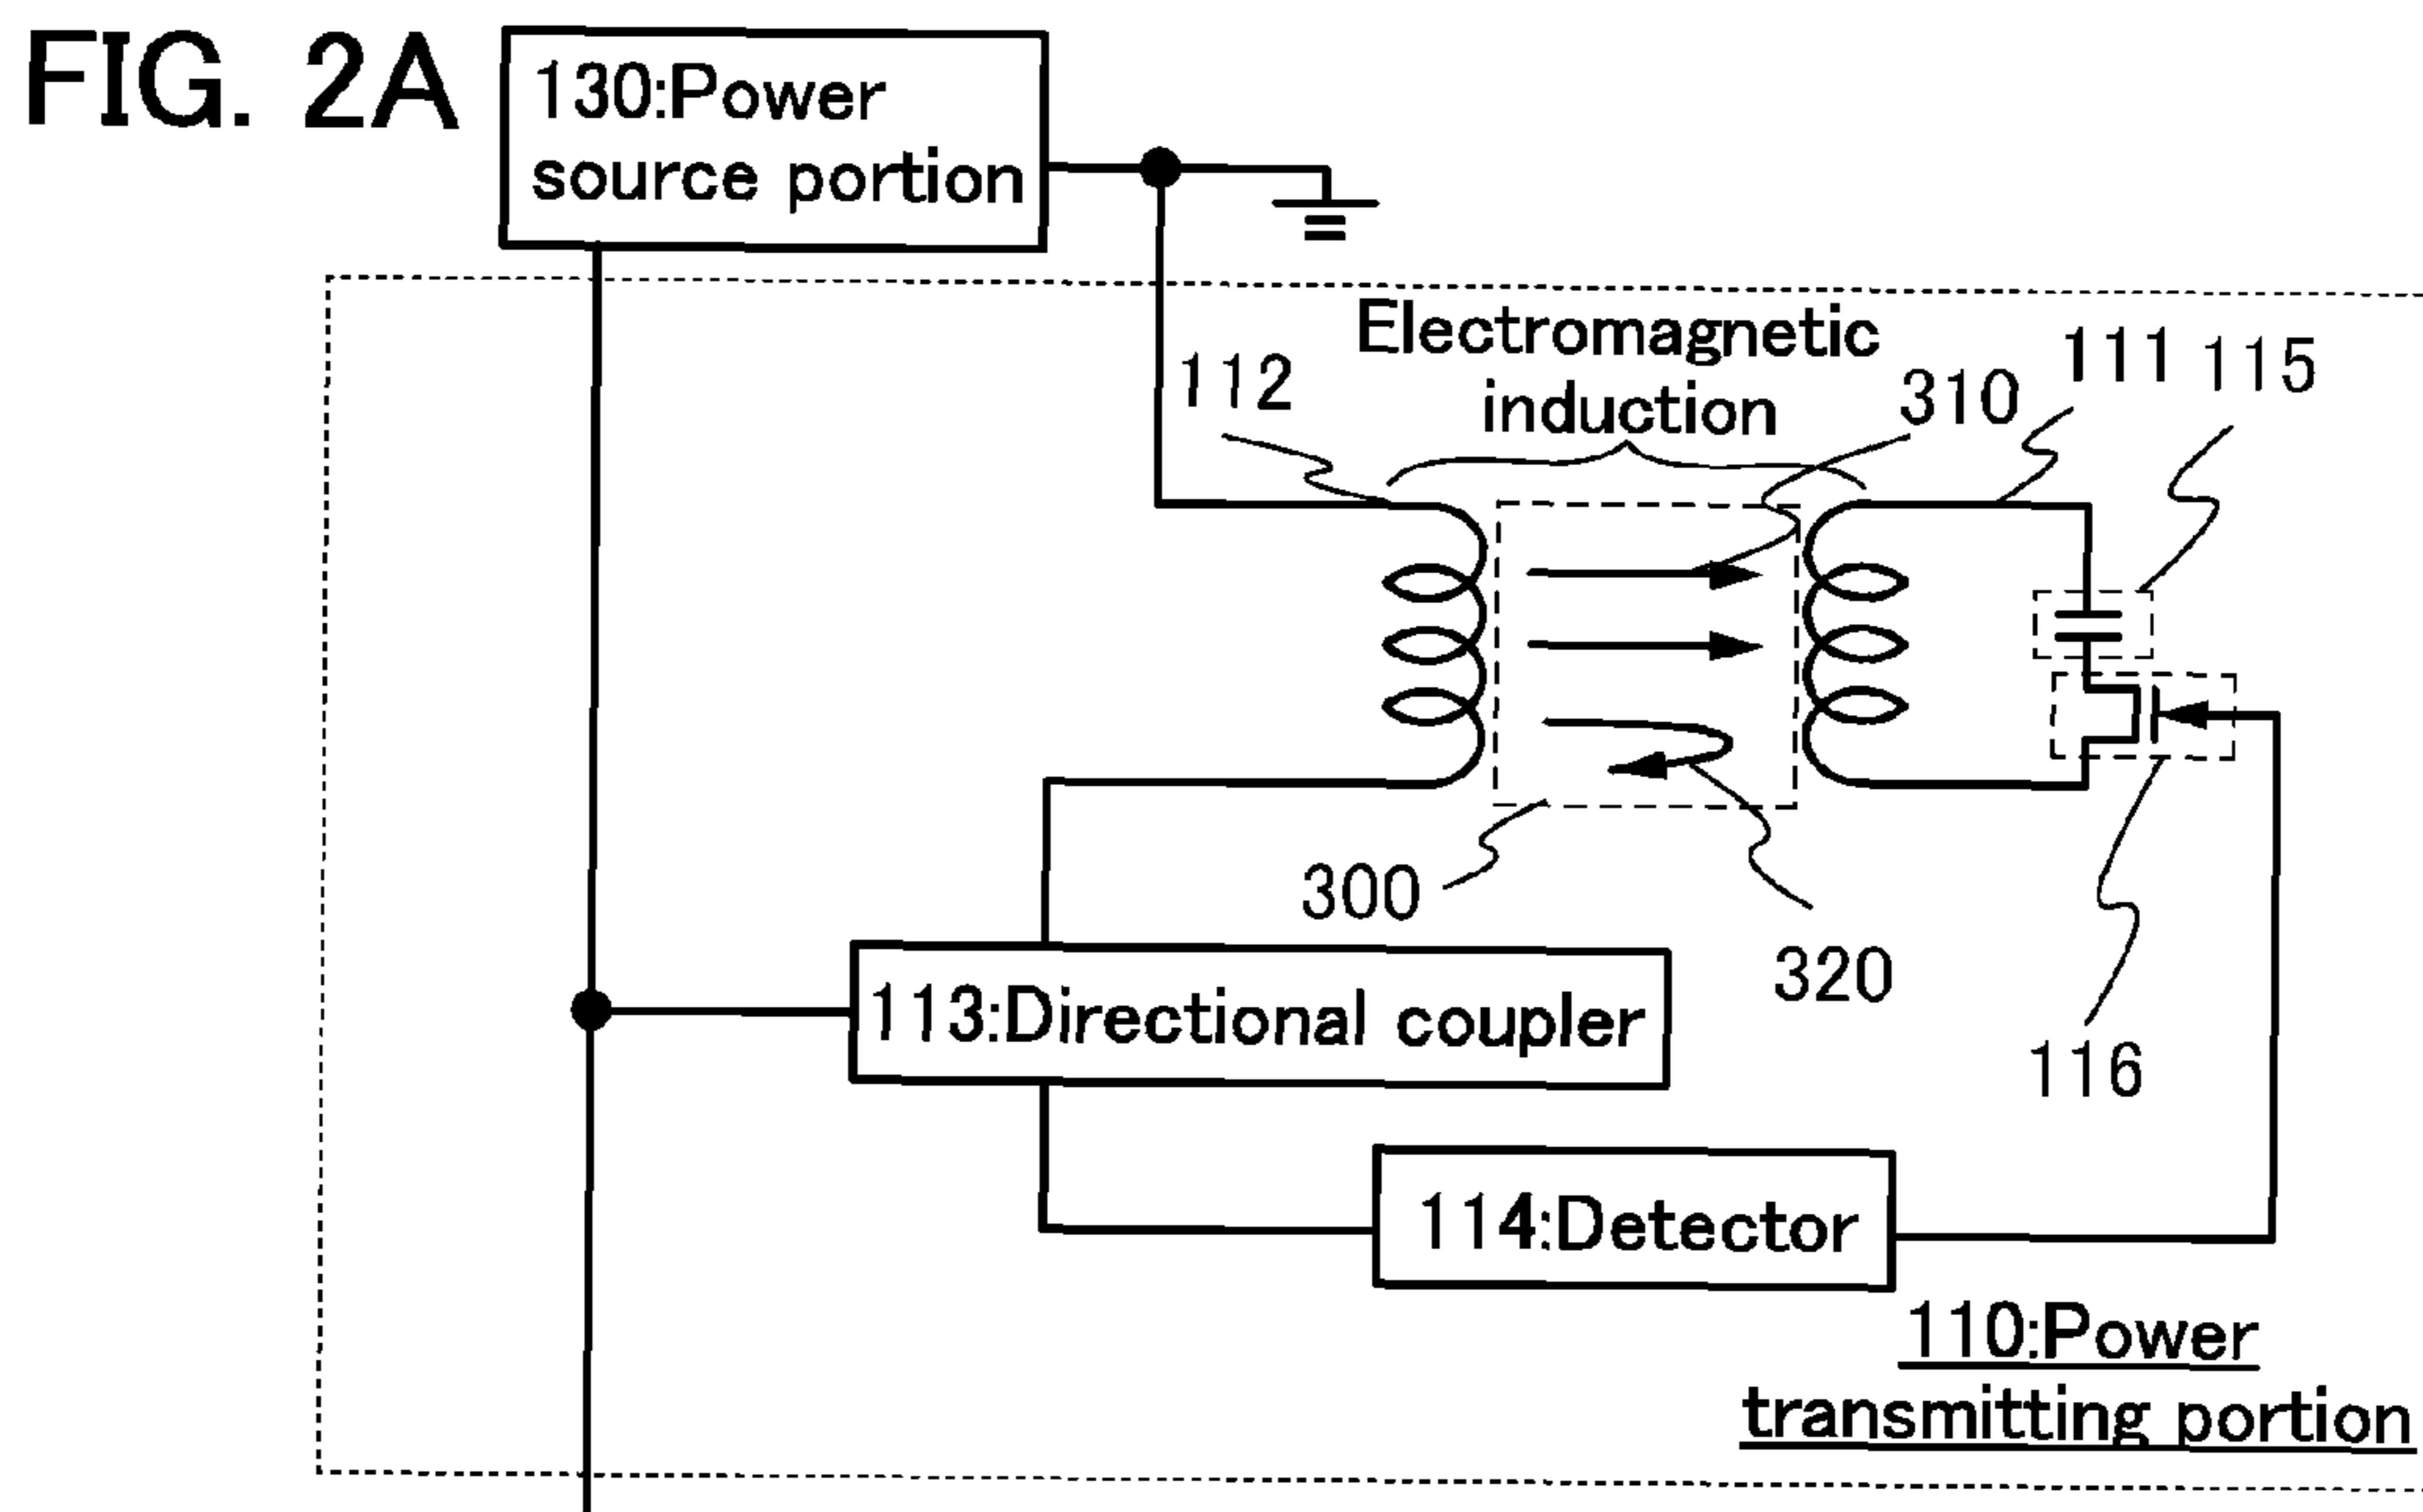 FIG. 2A
130:Power
source portion
Electromagnetic
induction
112
310
111
115
300
320
116
113:Directional coupler
114:Detector
110:Power
transmitting portion